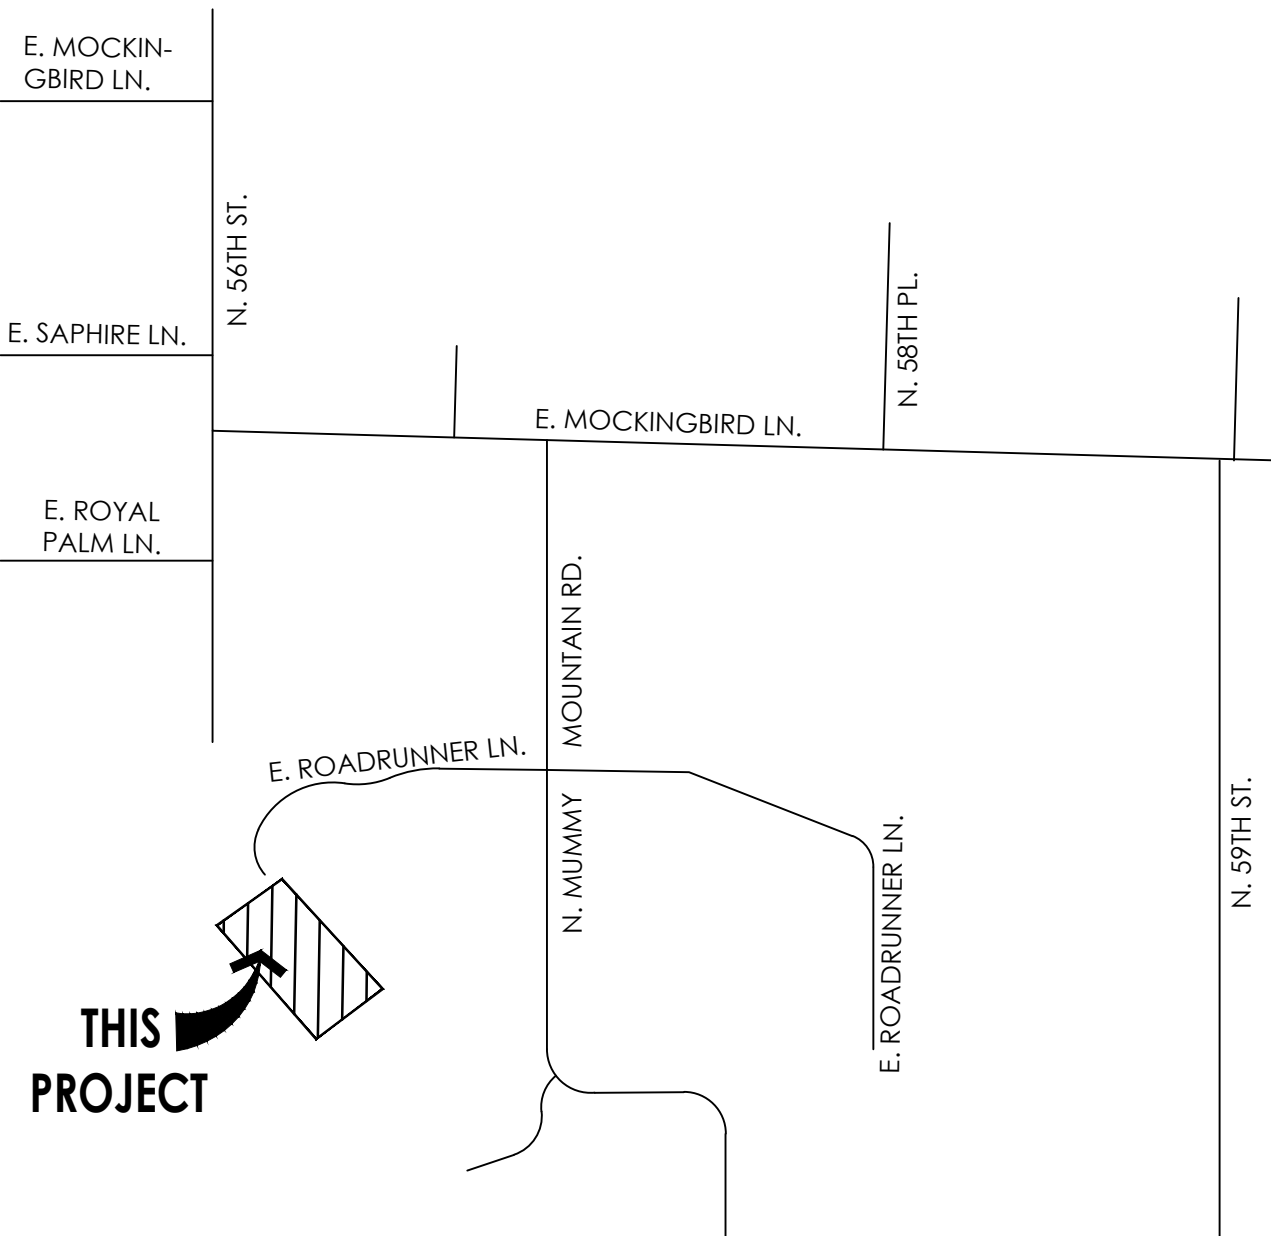 E. MOCKIN-
GBIRD LN.
N. 56TH ST.
E. SAPHIRE LN.
N. 58TH PL.
E. MOCKINGBIRD LN.
E. ROYAL
PALM LN.
MOUNTAIN RD.
E. ROADRUNNER LN.
N. MUMMY
E. ROADRUNNER LN.
N. 59TH ST.
THIS
PROJECT